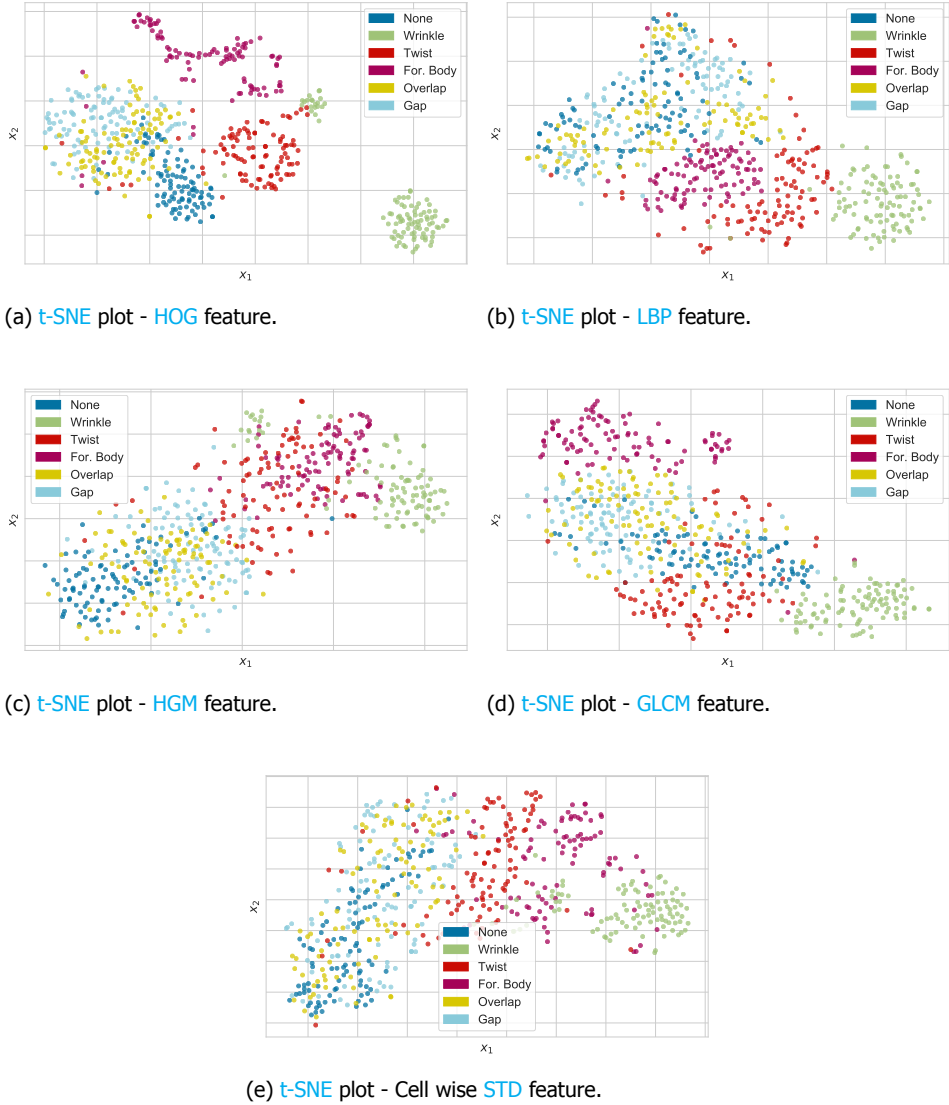 None
Wrinkle
Twist
For. Body
Overlap
Gap
x2
x1
(a) t-SNE plot - HOG feature.
None
Wrinkle
Twist
For. Body
Overlap
Gap
x2
x1
(b) t-SNE plot - LBP feature.
None
Wrinkle
Twist
For. Body
Overlap
Gap
x2
x1
(c) t-SNE plot - HGM feature.
None
Wrinkle
Twist
For. Body
Overlap
Gap
x2
x1
(d) t-SNE plot - GLCM feature.
None
Wrinkle
Twist
For. Body
Overlap
Gap
x2
x1
(e) t-SNE plot - Cell wise STD feature.